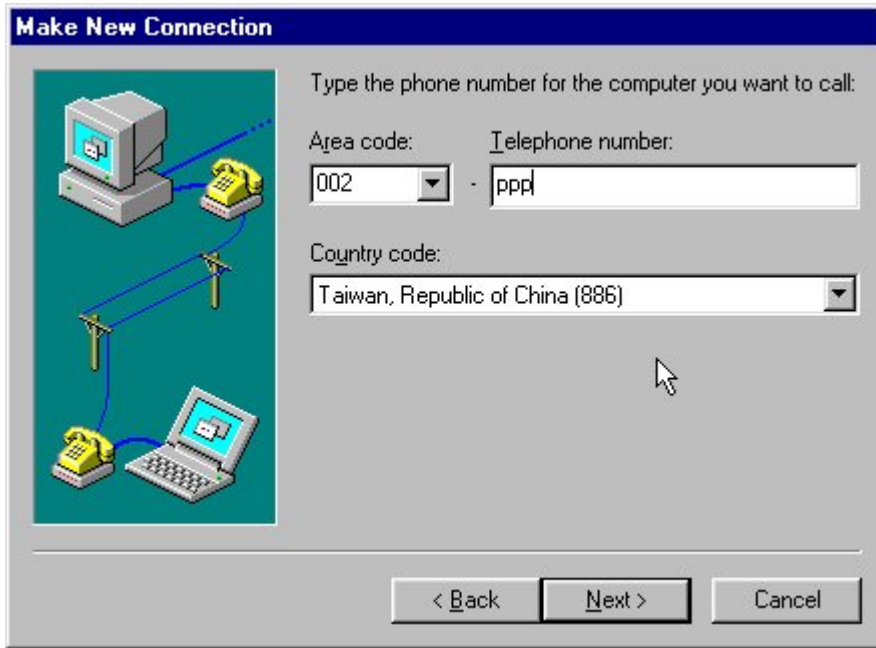 Make New Connection
Type the phone number for the computer you want to call:
Area code: Telephone number:
002 - ppp
Country code:
Taiwan, Republic of China (886)
< Back Next > Cancel